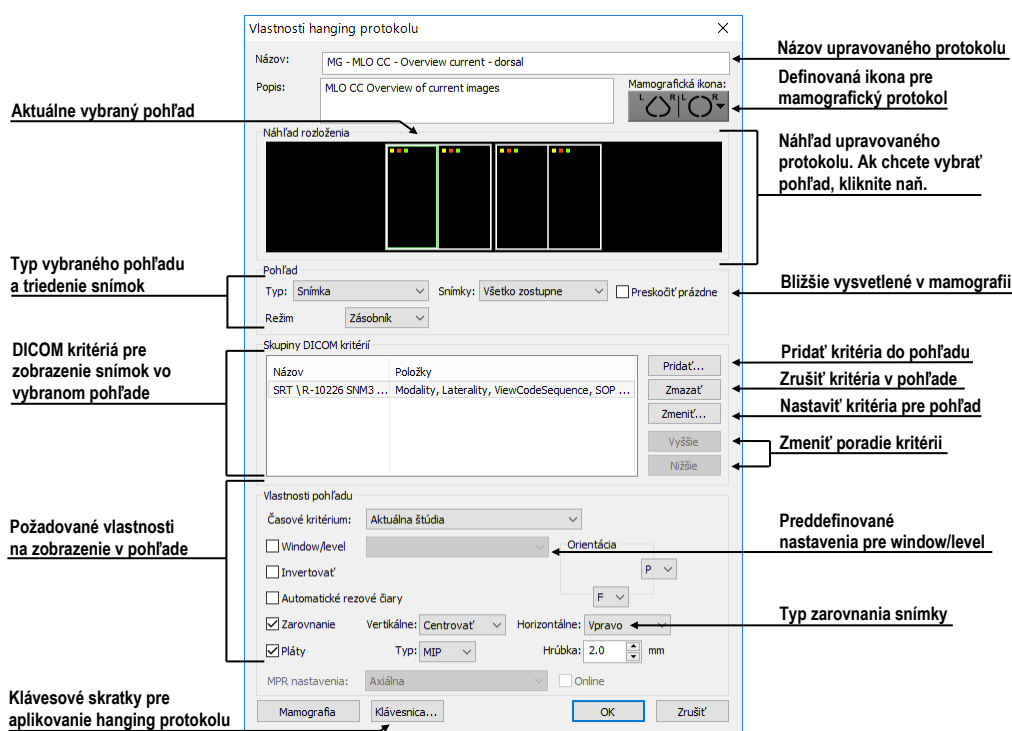 Vlastnosti hanging protokolu
Názov:
MG - MLO CC - Overview current - dorsal
Názov upravovaného protokolu
Popis:
MLO CC Overview of current images
Mamografická ikona:
L R L R
Definovaná ikona pre
mamografický protokol
Aktuálne vybraný pohľad
Náhľad rozloženia
Náhľad upravovaného
protokolu. Ak chcete vybrať
pohľad, kliknite naň.
Typ vybraného pohľadu
a triedenie snímok
Pohľad
Typ: Snímka Snímky: Všetko zostupne Preskočiť prázdne
Bližšie vysvetlené v mamografii
Režim Zásobník
DICOM kritériá pre
zobrazenie snímok vo
vybranom pohľade
Skupiny DICOM kritérií
Názov Položky
SRT \R-10226 SNM3 ... Modality, Laterality, ViewCodeSequence, SOP ...
Pridať...
Pridať kritéria do pohľadu
Zmazať
Zrušiť kritéria v pohľade
Zmeniť...
Nastaviť kritéria pre pohľad
Vyššie
Nižšie
Zmeniť poradie kritérii
Požadované vlastnosti
na zobrazenie v pohľade
Vlastnosti pohľadu
Časové kritérium: Aktuálna štúdia
Window/level
Orientácia
P
F
Preddefinované
nastavenia pre window/level
Invertovať
Automatické rezové čiary
Zarovnanie Vertikálne: Centrovať Horizontálne: Vpravo
Typ zarovnania snímky
Pláty Typ: MIP Hrúbka: 2.0 mm
MPR nastavenia: Axiálna Online
Klávesové skratky pre
aplikovanie hanging protokolu
Mamografia Klávesnica... OK Zrušiť